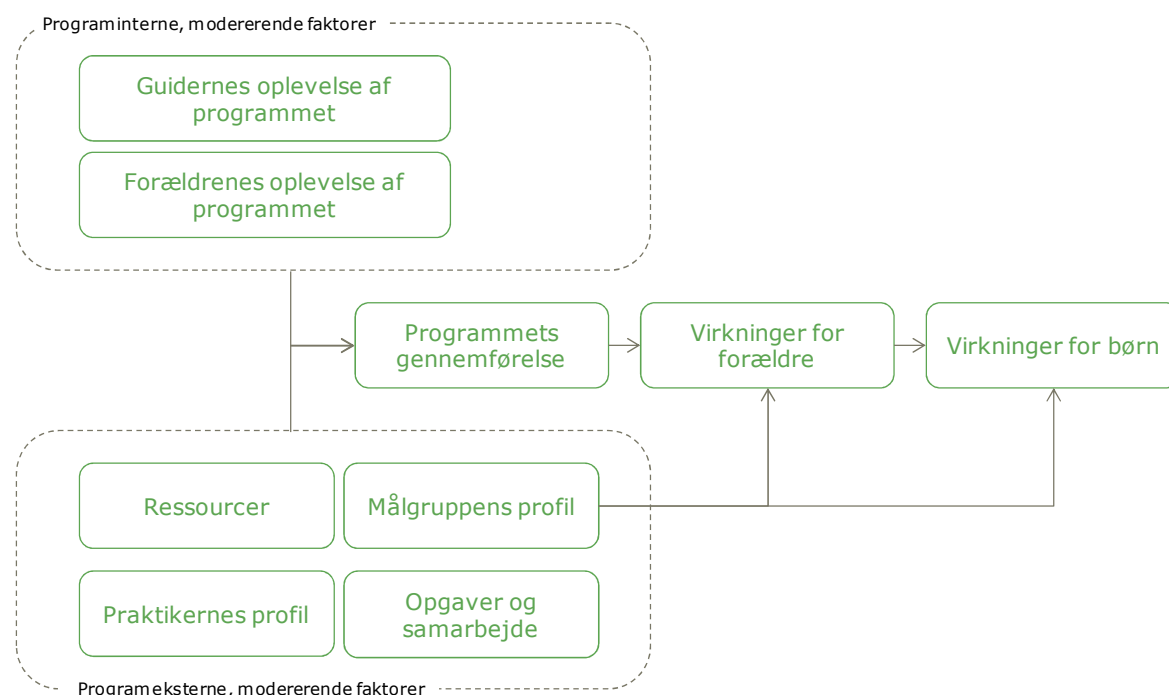 Programinterne, modererende faktorer
Guidernes oplevelse af
programmet
Forældrenes oplevelse af
programmet
Programmets
gennemførelse
Virkninger for
forældre
Virkninger for børn
Ressourcer
Målgruppens profil
Praktikernes profil
Opgaver og
samarbejde
Programeksterne, modererende faktorer